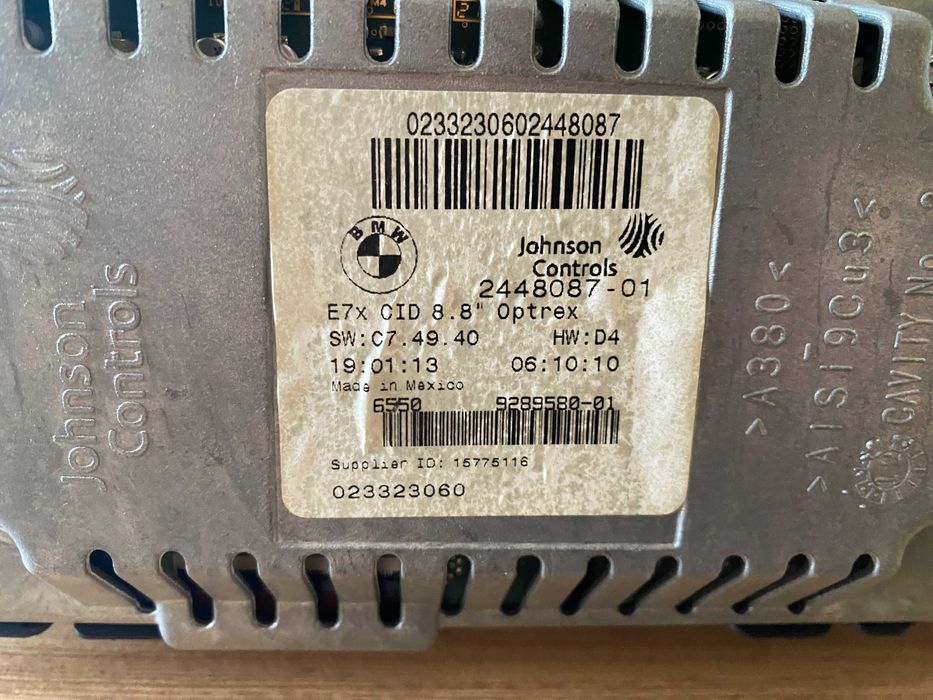 0233230602448087
BMW
Johnson
Controls
2448087-01
E7x CID 8.8" Optrex
SW:C7.49.40 HW:D4
19:01:13 06:10:10
Made in Mexico
6550 9289580-01
Supplier ID: 15775116
023323060
Johnson
Controls
>A380<
>AlSi9Cu3<
CAVITY No